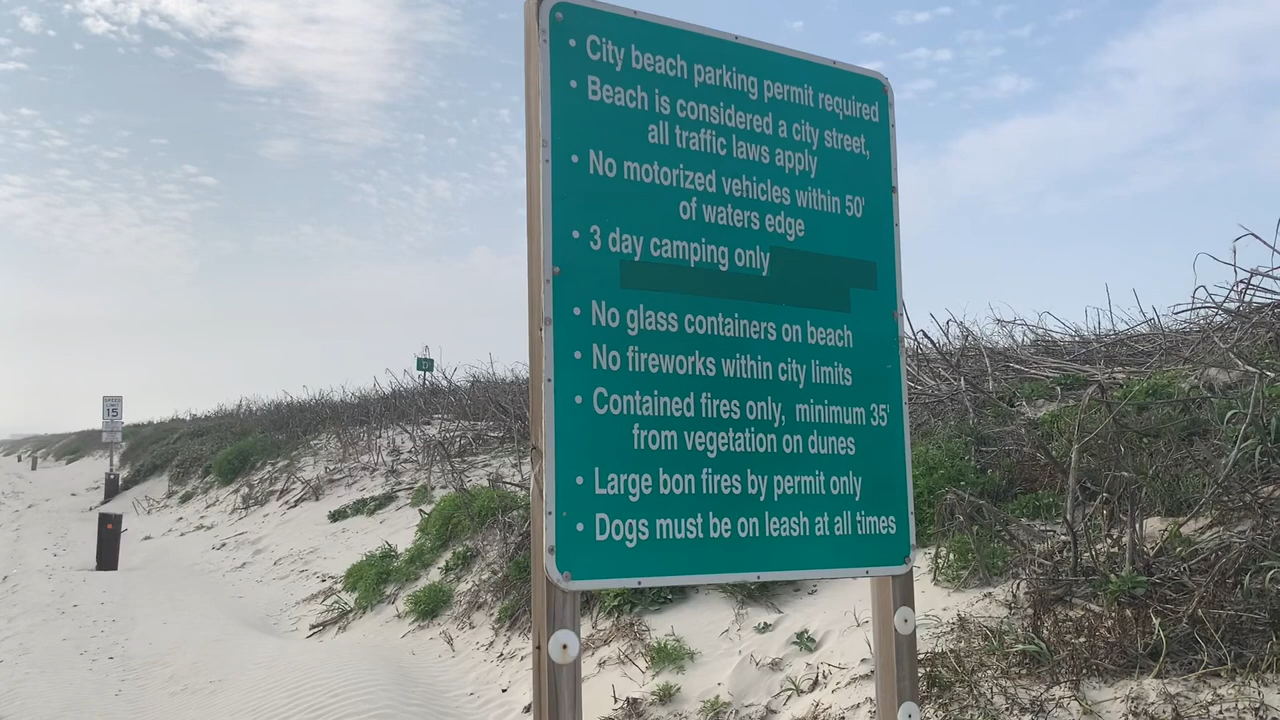 • City beach parking permit required
• Beach is considered a city street,
all traffic laws apply
• No motorized vehicles within 50'
of waters edge
• 3 day camping only
• No glass containers on beach
• No fireworks within city limits
• Contained fires only, minimum 35'
from vegetation on dunes
• Large bon fires by permit only
• Dogs must be on leash at all times
SPEED
LIMIT
15